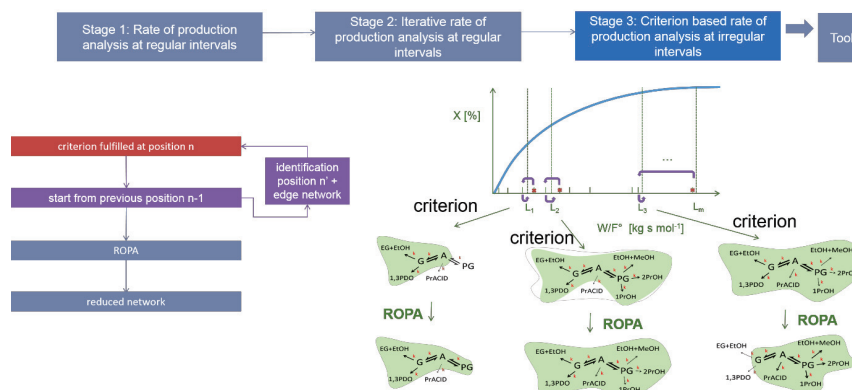 Stage 1: Rate of production
analysis at regular intervals
Stage 2: Iterative rate of
production analysis at regular
intervals
Stage 3: Criterion based rate of
production analysis at irregular
intervals
Tool
X [%]
...
L1
L2
L3
Lm
W/F° [kg s mol-1]
criterion fulfilled at position n
identification
position n' +
edge network
start from previous position n-1
ROPA
reduced network
criterion
criterion
criterion
EG+EtOH
G
A
PG
1,3PDO
PrACID
EG+EtOH
EtOH+MeOH
G
A
PG
2PrOH
1,3PDO
PrACID
1PrOH
EG+EtOH
EtOH+MeOH
G
A
PG
2PrOH
1,3PDO
PrACID
1PrOH
ROPA
ROPA
ROPA
EG+EtOH
G
A
PG
1,3PDO
PrACID
EG+EtOH
EtOH+MeOH
G
A
PG
2PrOH
1,3PDO
PrACID
1PrOH
EG+EtOH
EtOH+MeOH
G
A
PG
2PrOH
1,3PDO
PrACID
1PrOH